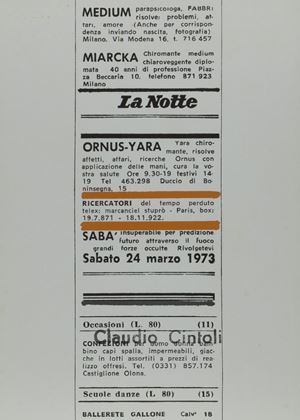 MEDIUM parapsicologa, FABBRI
risolve: problemi, af-
fari, amore (Anche per corrispon-
denza inviando nascita, fotografia)
Milano. Via Modena 16. t. 716 457
MIARCKA Chiromante medium
chiaroveggente diplo-
mata 40 anni di professione Piaz-
za Beccaria 10, telefono 871 923
Milano
La Notte
ORNUS-YARA Yara chiro-
mante, risolve
affetti, affari, ricerche Ornus con
applicazione delle mani, cura la vo-
stra salute Ore 9.30-19 festivi 14-
19 Tel 463.298 Duccio di Bo-
ninsegna, 15
RICERCATORI del tempo perduto
telex: marcanciel stuprò - Paris, box:
19.7.871 - 18.11.922.
SABA' insuperabile per predizione
futuro attraverso il fuoco
grandi forze occulte Rivolgetevi
Sabato 24 marzo 1973
Occasioni (L. 80) (11)
Claudio Cintoli
CONFEZIONI per uomo donna bam-
bino capi spalla, impermeabili, giac-
che in lotti assortiti a prezzi di rea-
lizzo offresi. Tel. (0331) 857.174
Castiglione Olona.
Scuole danze (L. 80) (15)
BALLERETE GALLONE Calv' 18